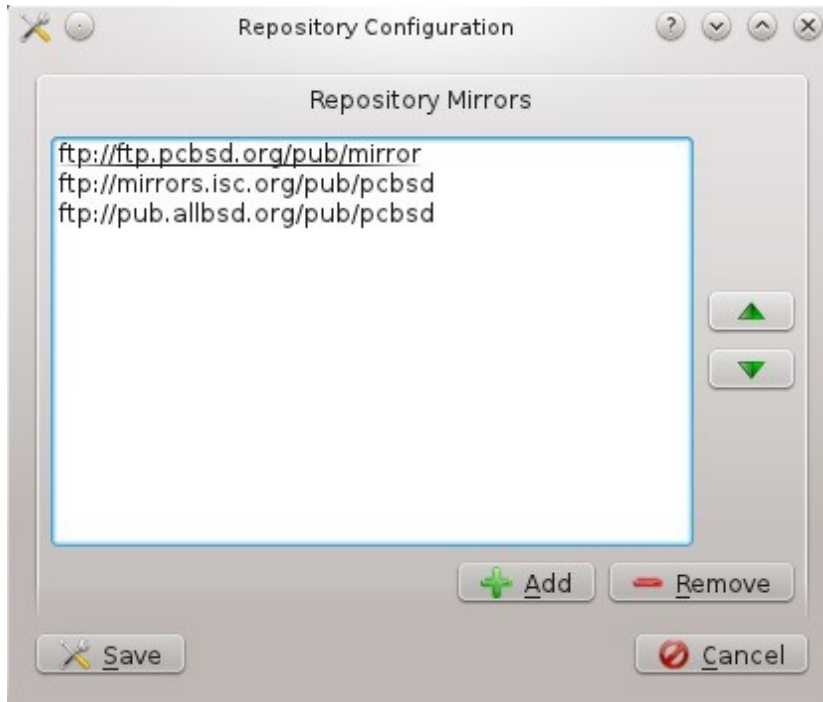 Repository Configuration
Repository Mirrors
ftp://ftp.pcbsd.org/pub/mirror
ftp://mirrors.isc.org/pub/pcbsd
ftp://pub.allbsd.org/pub/pcbsd
Add
Remove
Save
Cancel